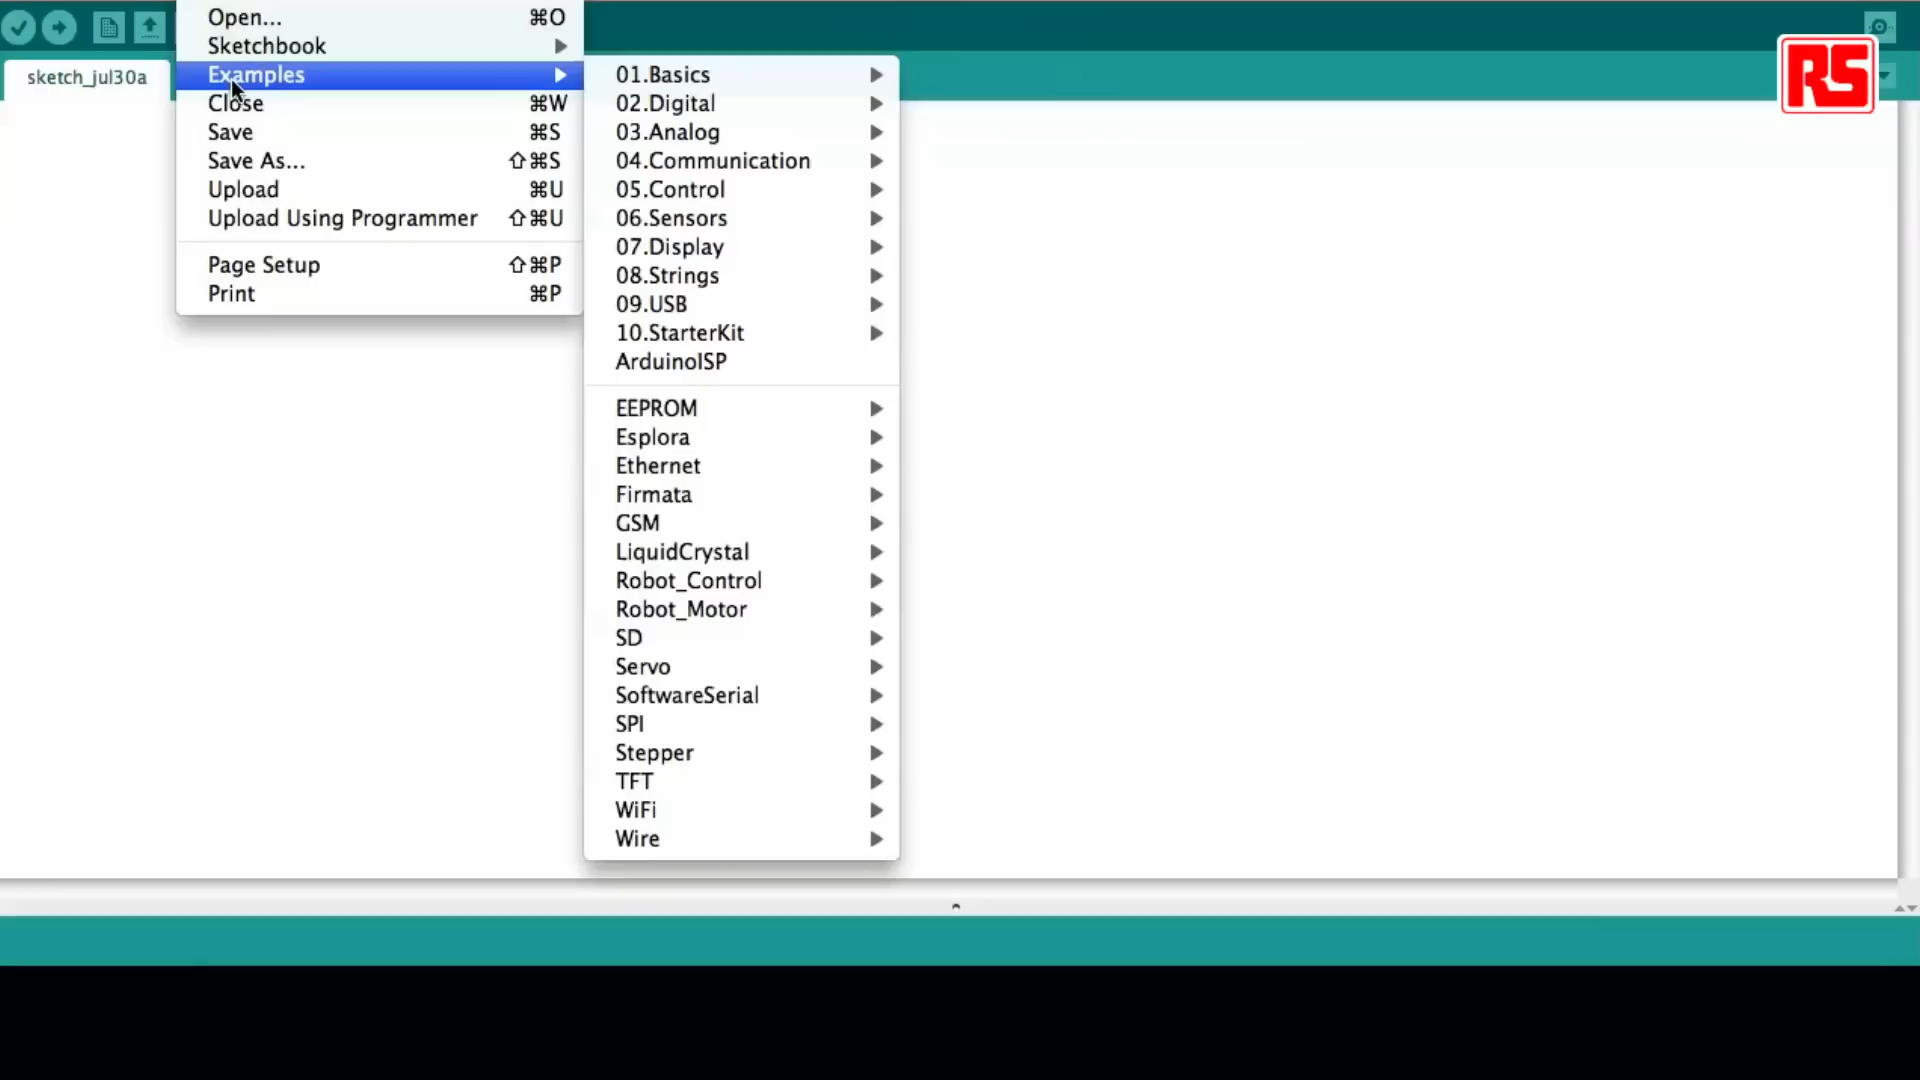 Open... ⌘O
Sketchbook
Examples
Close ⌘W
Save ⌘S
Save As... ⇧⌘S
Upload ⌘U
Upload Using Programmer ⇧⌘U
Page Setup ⇧⌘P
Print ⌘P
sketch_jul30a
01.Basics
02.Digital
03.Analog
04.Communication
05.Control
06.Sensors
07.Display
08.Strings
09.USB
10.StarterKit
ArduinoISP
EEPROM
Esplora
Ethernet
Firmata
GSM
LiquidCrystal
Robot_Control
Robot_Motor
SD
Servo
SoftwareSerial
SPI
Stepper
TFT
WiFi
Wire
RS